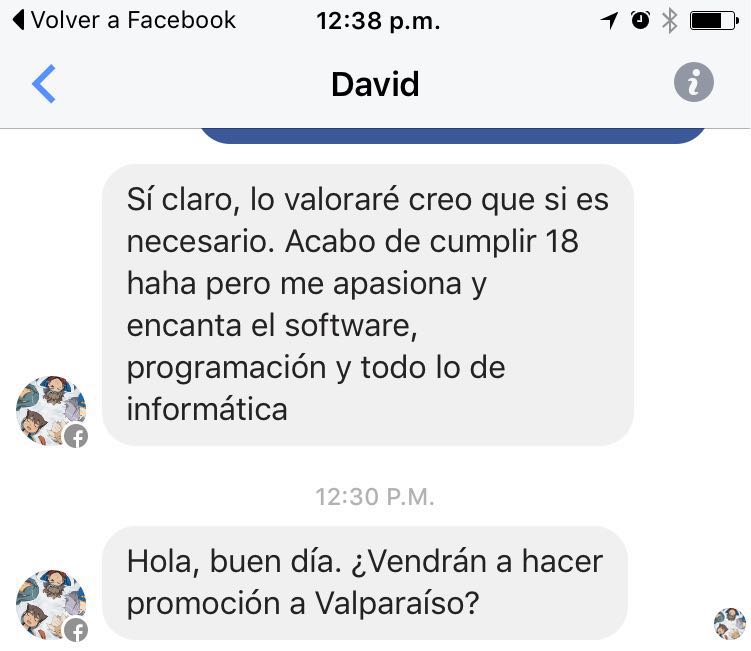 Volver a Facebook 12:38 p.m.
David
Sí claro, lo valoraré creo que si es
necesario. Acabo de cumplir 18
haha pero me apasiona y
encanta el software,
programación y todo lo de
informática
12:30 P.M.
Hola, buen día. ¿Vendrán a hacer
promoción a Valparaíso?